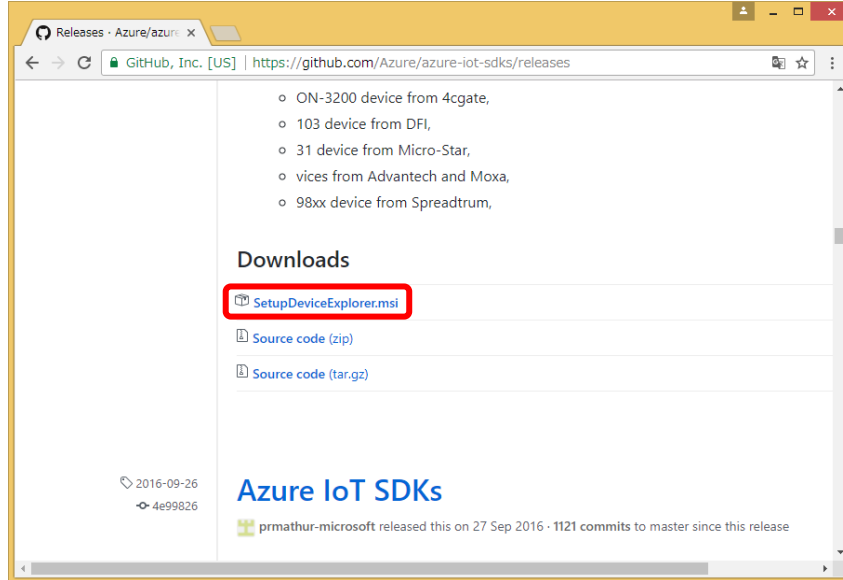 Releases · Azure/azure
GitHub, Inc. [US] | https://github.com/Azure/azure-iot-sdks/releases
ON-3200 device from 4cgate,
103 device from DFI,
31 device from Micro-Star,
vices from Advantech and Moxa,
98xx device from Spreadtrum,
Downloads
SetupDeviceExplorer.msi
Source code (zip)
Source code (tar.gz)
2016-09-26
4e99826
Azure IoT SDKs
prmathur-microsoft released this on 27 Sep 2016 · 1121 commits to master since this release